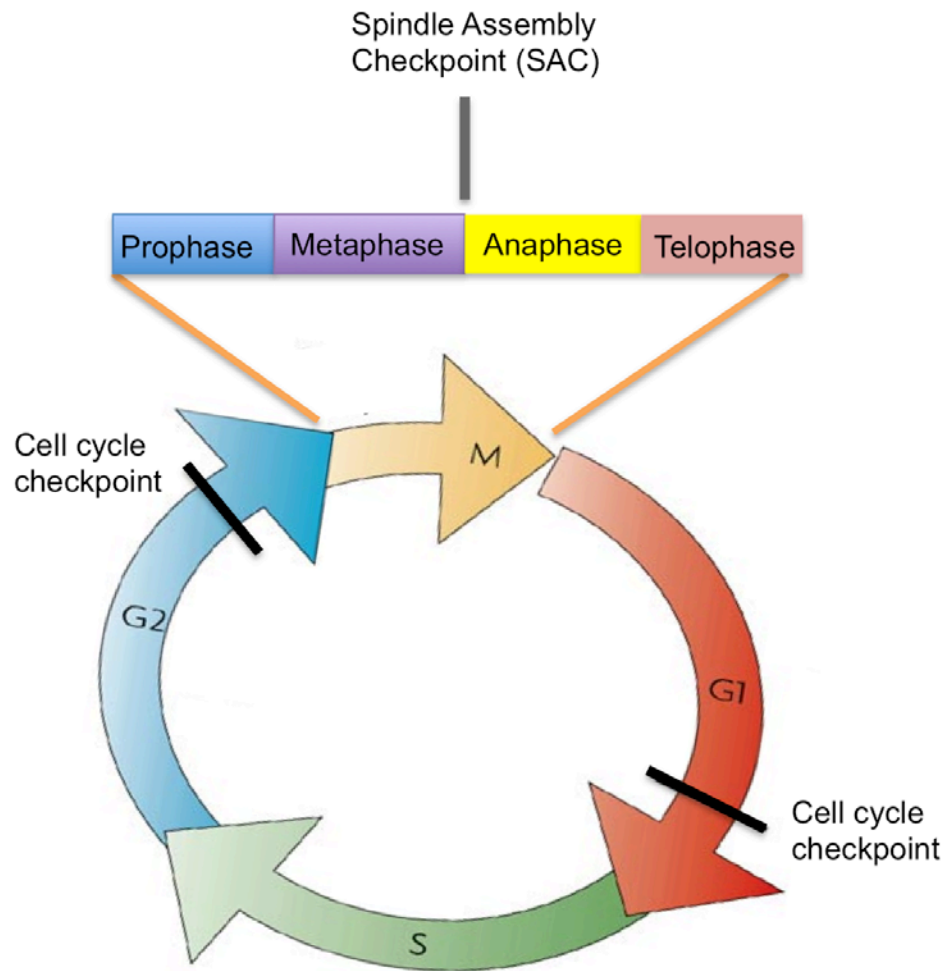 Spindle Assembly
Checkpoint (SAC)
Prophase Metaphase Anaphase Telophase
M
Cell cycle
checkpoint
G2
G1
Cell cycle
checkpoint
S